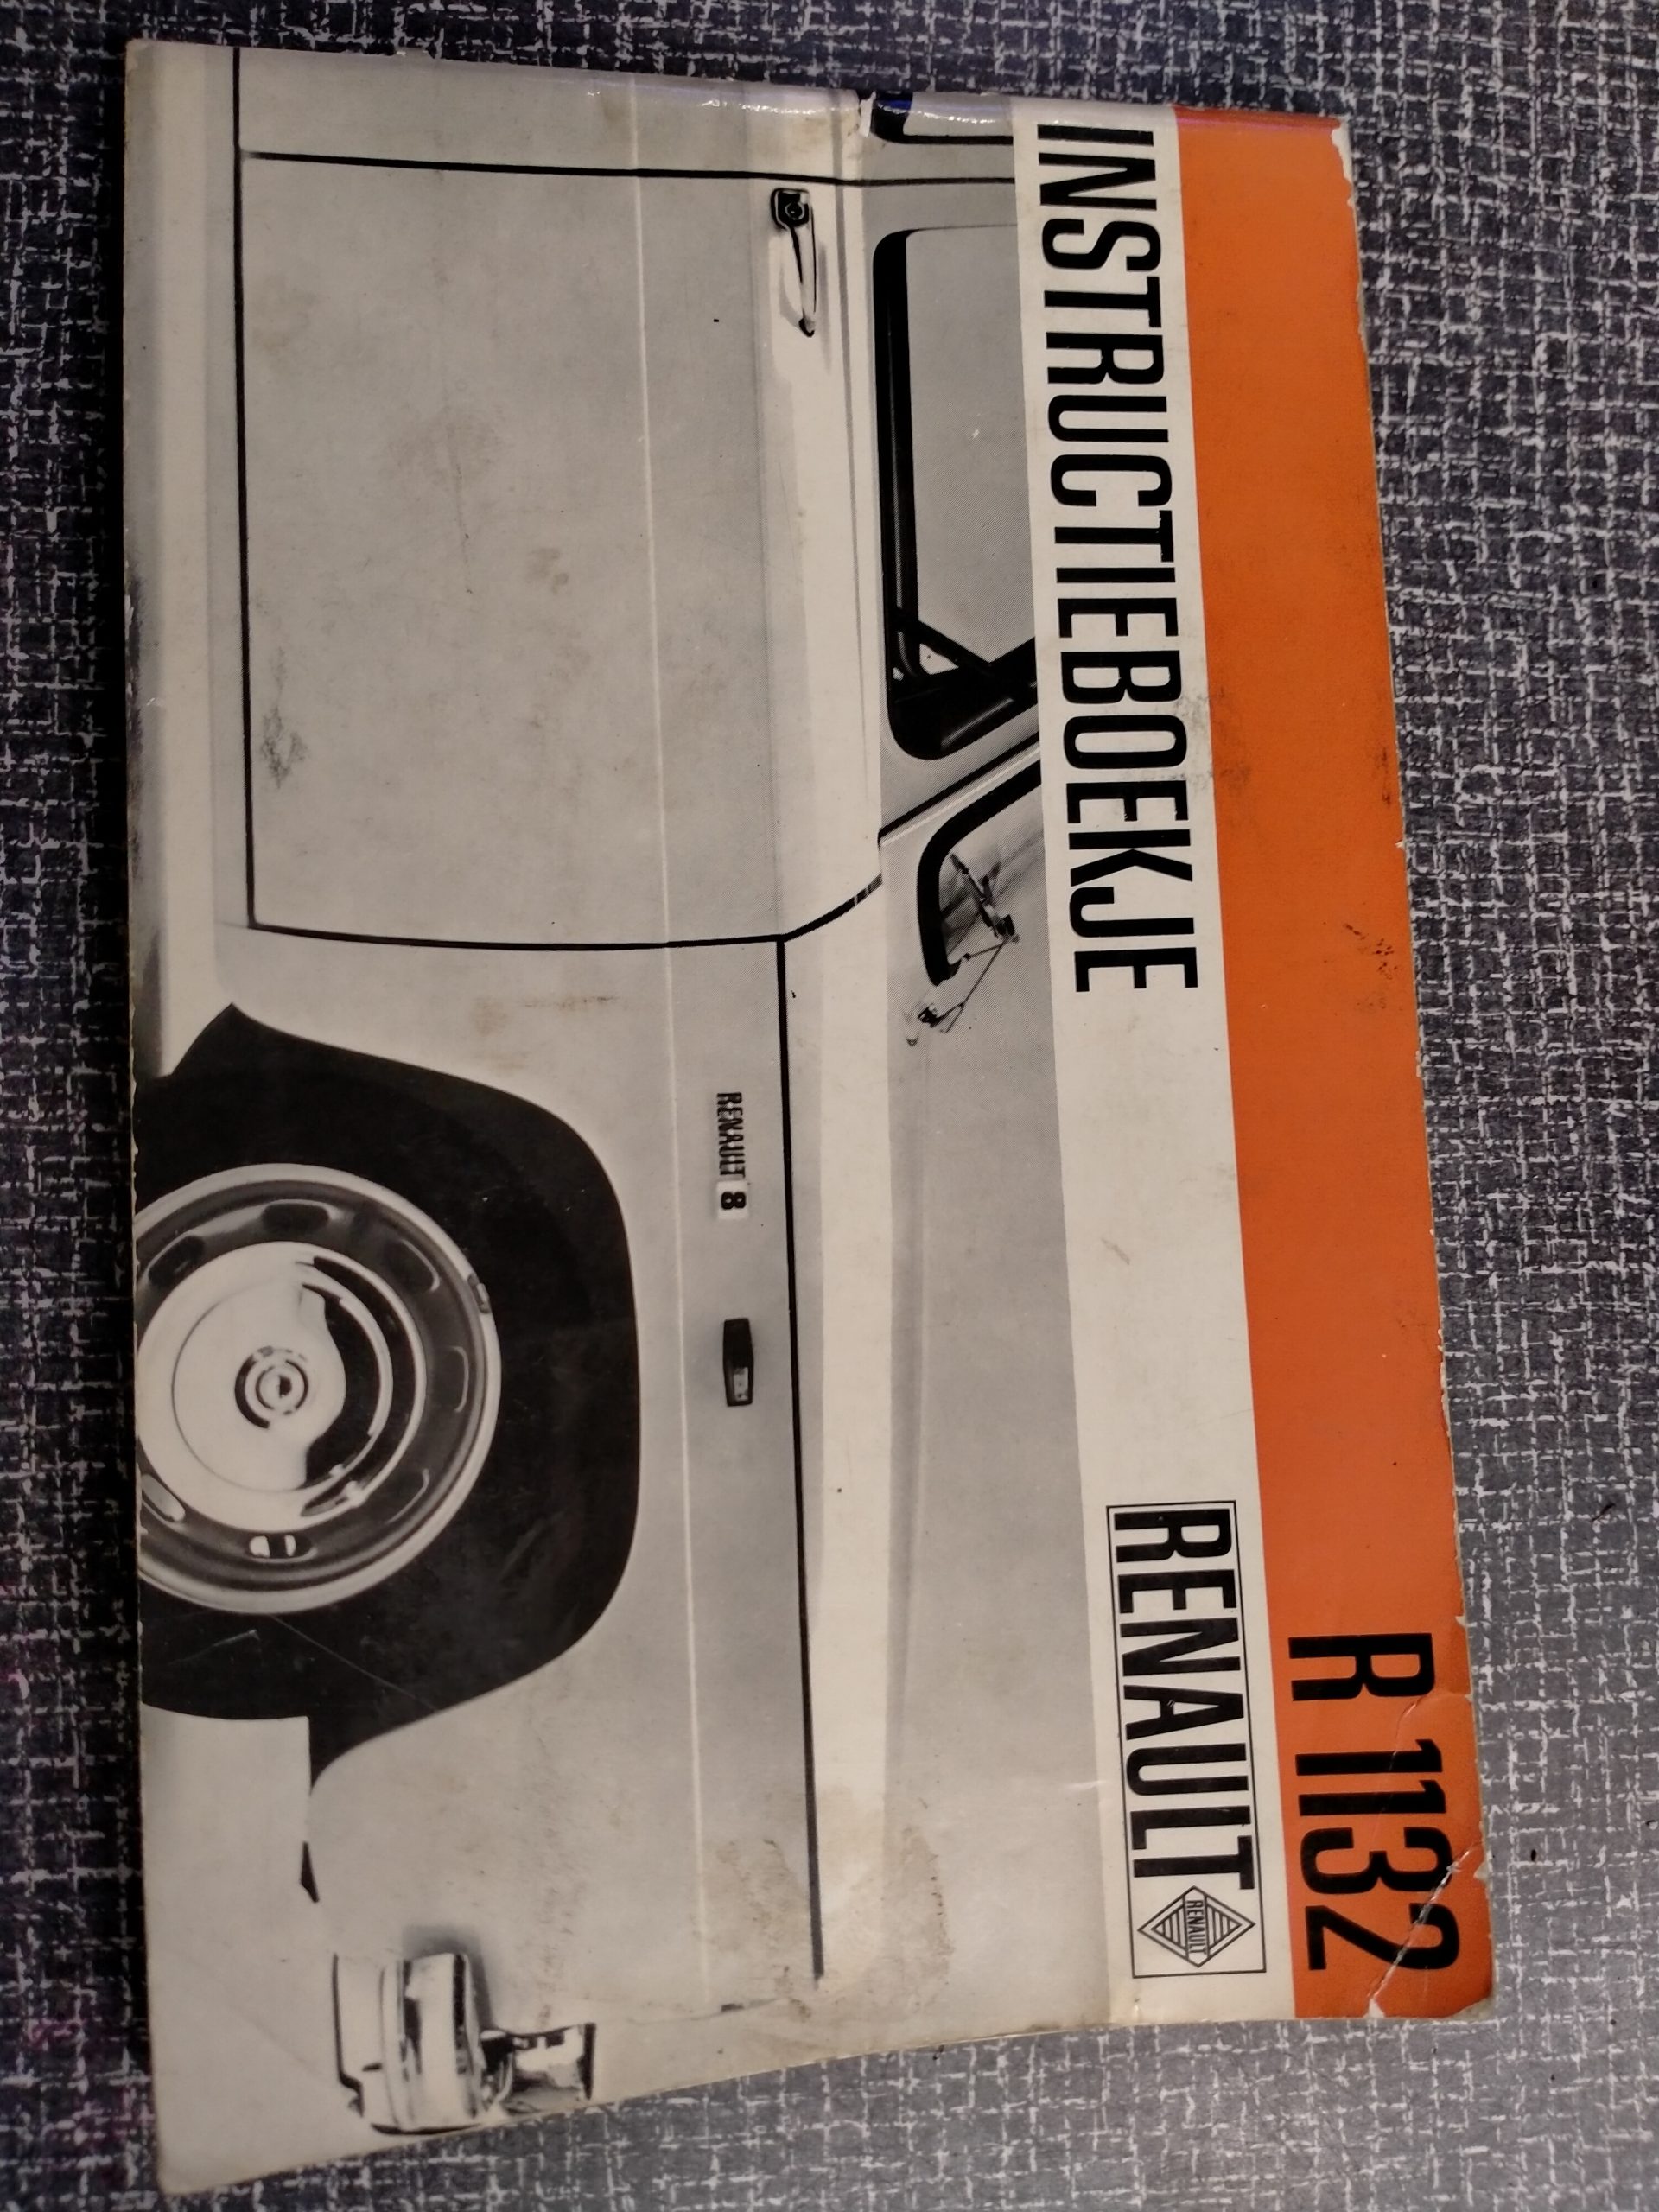 R 1132
INSTRUCTIEBOEKJE
RENAULT
RENAULT
RENAULT 8